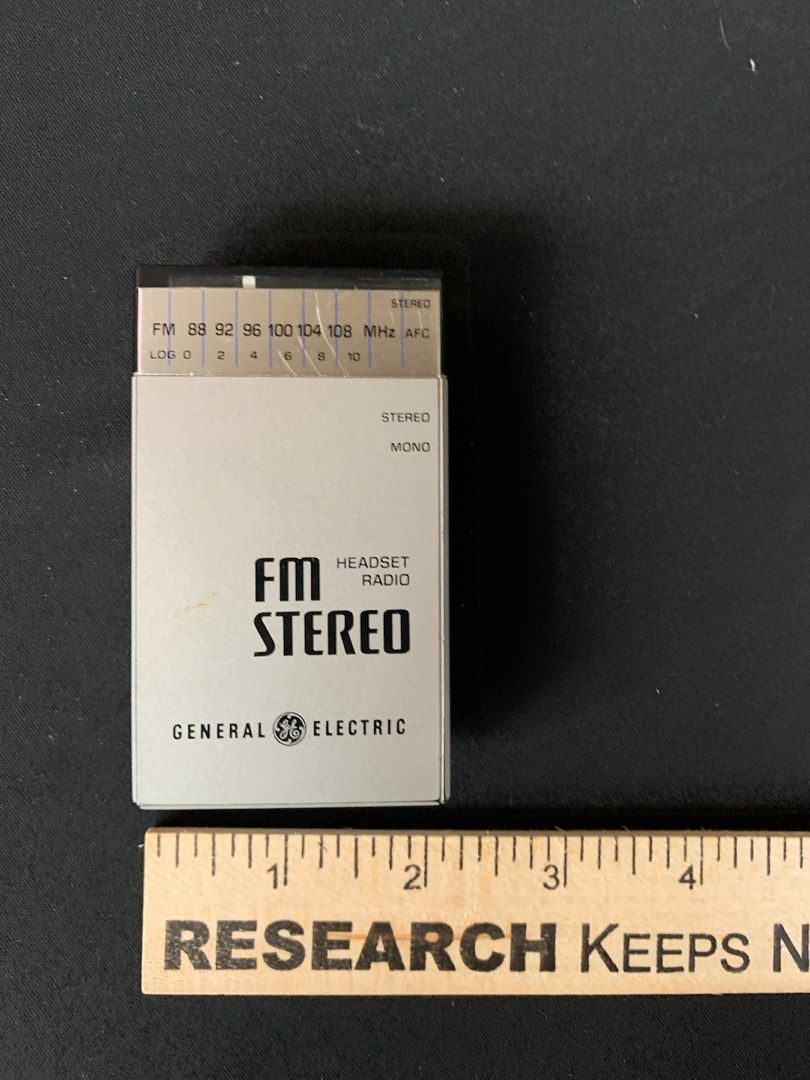 STEREO
FM 88 92 96 100 104 108 MHz AFC
LOG 0 2 4 6 8 10
STEREO
MONO
FM HEADSET RADIO
STEREO
GENERAL GE ELECTRIC
1 2 3 4
RESEARCH KEEPS N